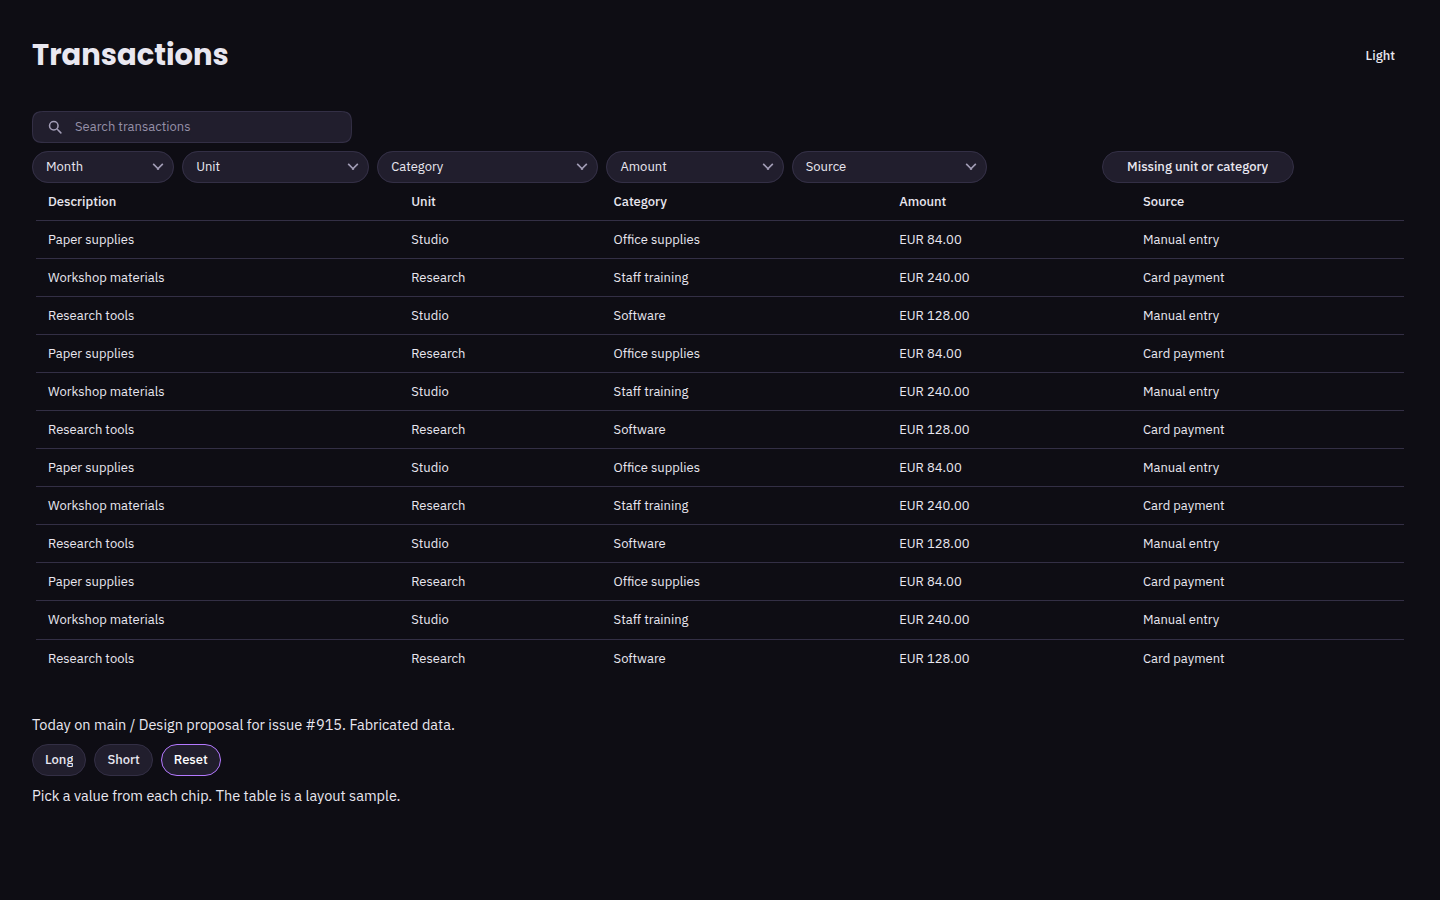 Transactions
Light
Search transactions
Month Unit Category Amount Source Missing unit or category
Description Unit Category Amount Source
Paper supplies Studio Office supplies EUR 84.00 Manual entry
Workshop materials Research Staff training EUR 240.00 Card payment
Research tools Studio Software EUR 128.00 Manual entry
Paper supplies Research Office supplies EUR 84.00 Card payment
Workshop materials Studio Staff training EUR 240.00 Manual entry
Research tools Research Software EUR 128.00 Card payment
Paper supplies Studio Office supplies EUR 84.00 Manual entry
Workshop materials Research Staff training EUR 240.00 Card payment
Research tools Studio Software EUR 128.00 Manual entry
Paper supplies Research Office supplies EUR 84.00 Card payment
Workshop materials Studio Staff training EUR 240.00 Manual entry
Research tools Research Software EUR 128.00 Card payment
Today on main / Design proposal for issue #915. Fabricated data.
Long Short Reset
Pick a value from each chip. The table is a layout sample.